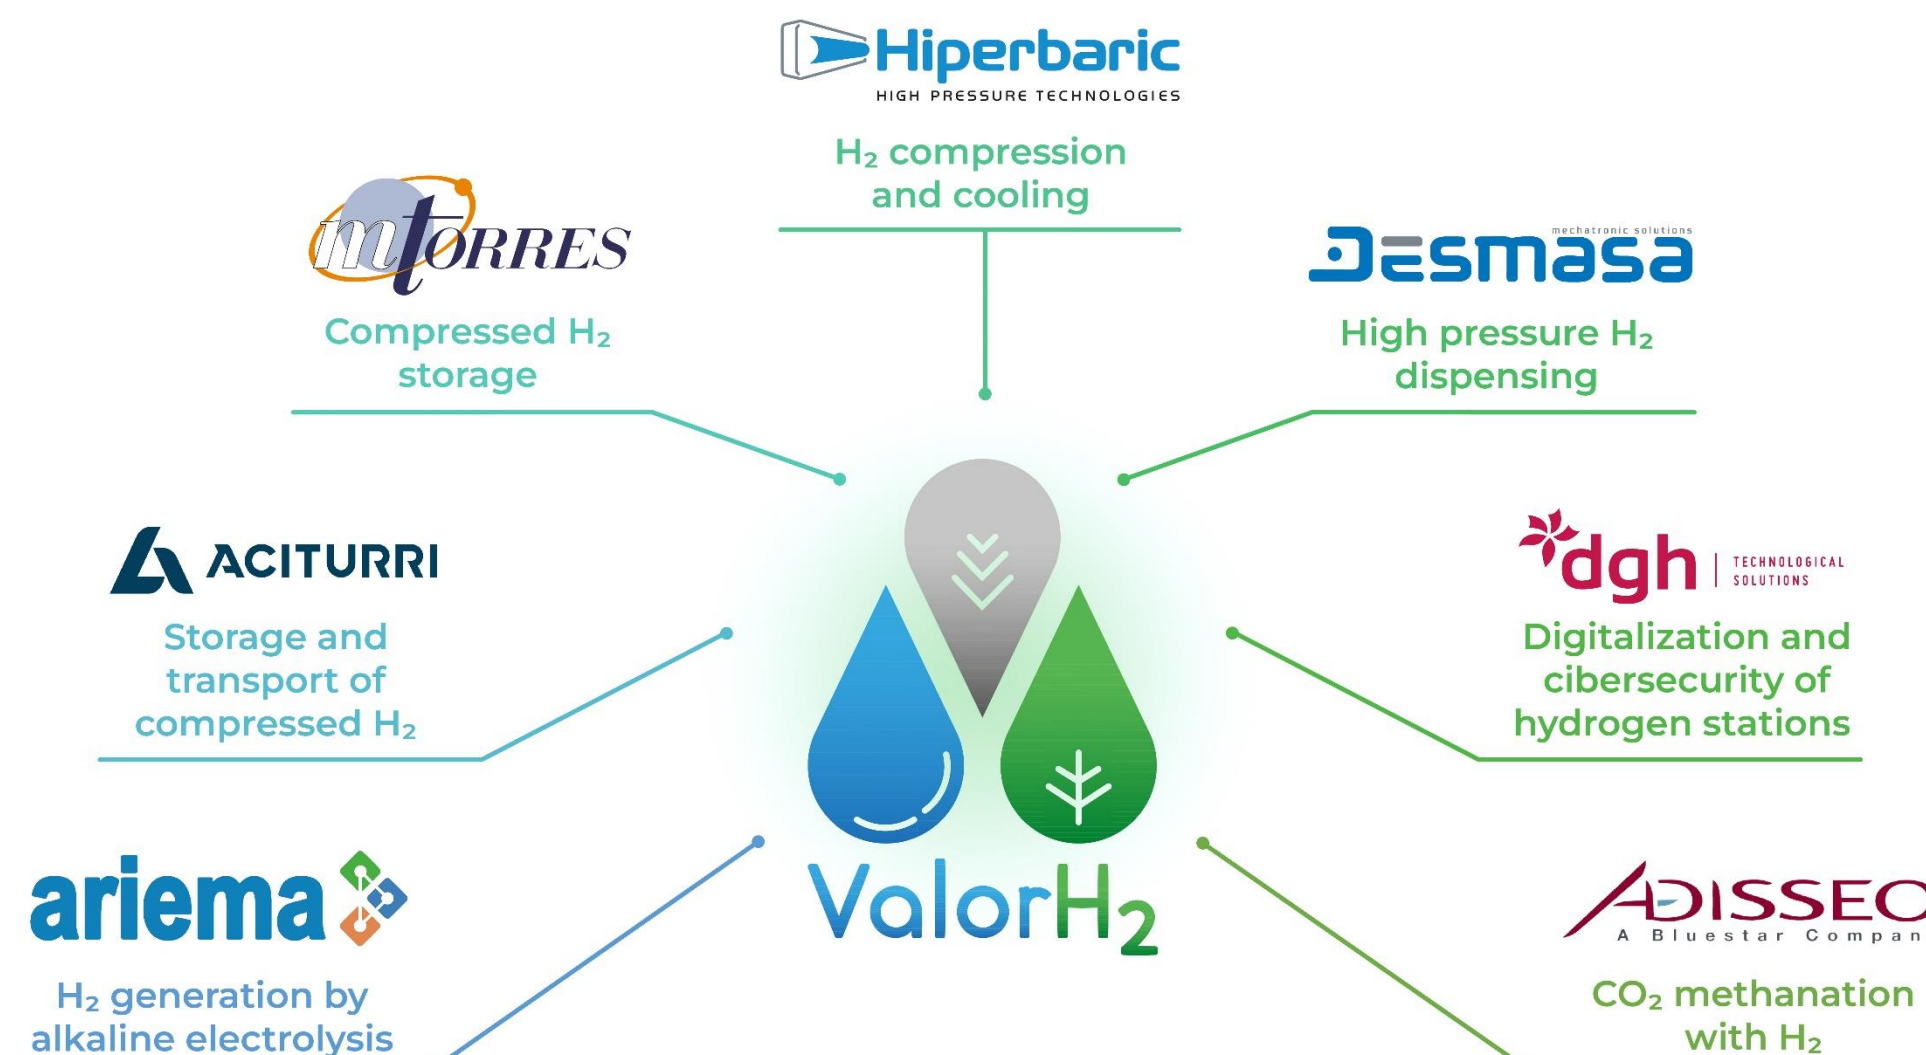 Hiperbaric
HIGH PRESSURE TECHNOLOGIES
H₂ compression
and cooling
mtorres
Compressed H₂
storage
mechatronic solutions
Desmasa
High pressure H₂
dispensing
ACITURRI
Storage and
transport of
compressed H₂
dgh
TECHNOLOGICAL
SOLUTIONS
Digitalization and
cibersecurity of
hydrogen stations
ariema
H₂ generation by
alkaline electrolysis
ValorH₂
ADISSEO
A Bluestar Compan
CO₂ methanation
with H₂